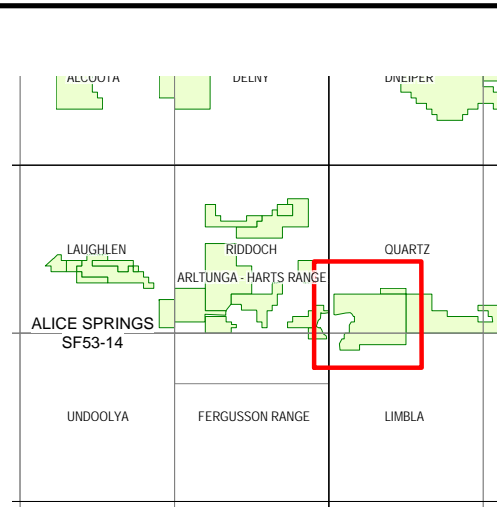 ALCOOTA DELNY DNEIPER
LAUGHLEN RIDDOCH QUARTZ
ARLTUNGA - HARTS RANGE
ALICE SPRINGS
SF53-14
UNDOOLYA FERGUSSON RANGE LIMBLA